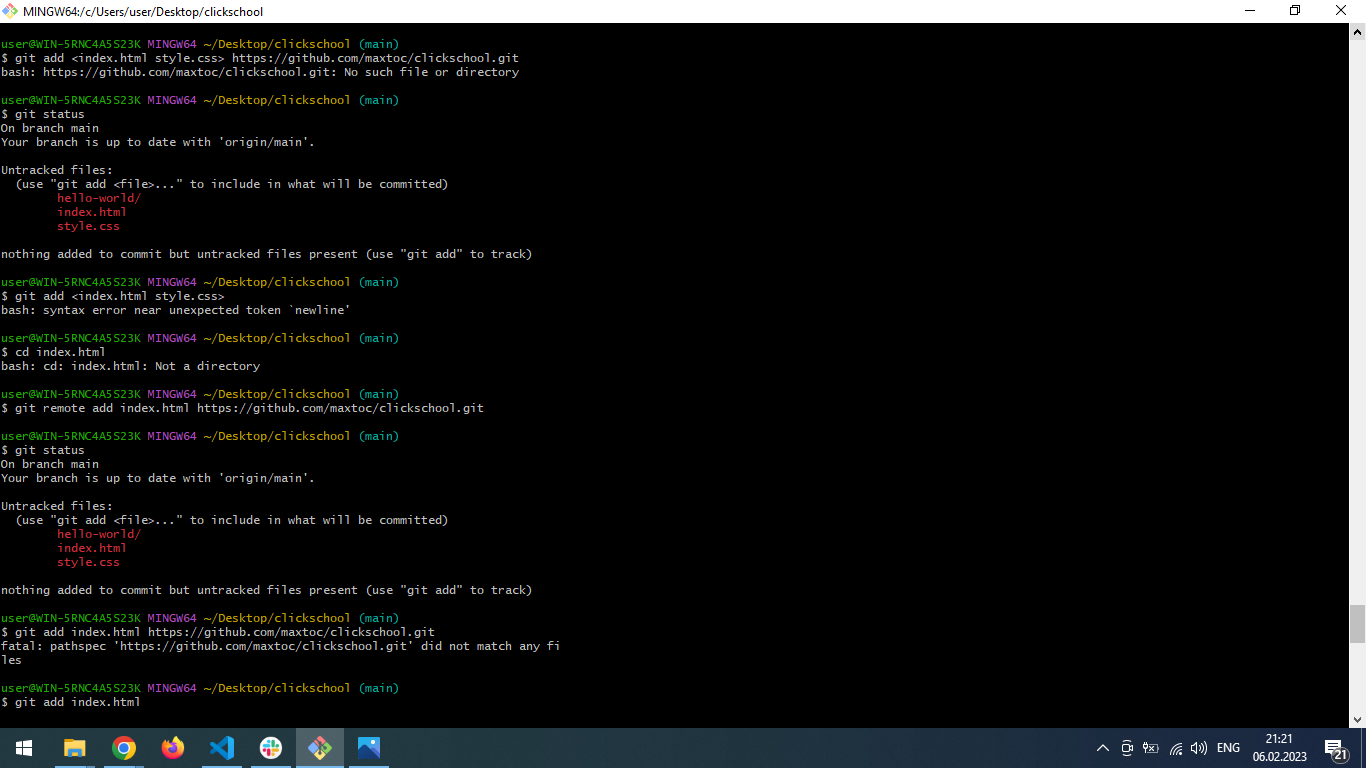 MINGW64:/c/Users/user/Desktop/clickschool
user@WIN-5RNC4A5S23K MINGW64 ~/Desktop/clickschool (main)
$ git add <index.html style.css> https://github.com/maxtoc/clickschool.git
bash: https://github.com/maxtoc/clickschool.git: No such file or directory
user@WIN-5RNC4A5S23K MINGW64 ~/Desktop/clickschool (main)
$ git status
On branch main
Your branch is up to date with 'origin/main'.
Untracked files:
  (use "git add <file>..." to include in what will be committed)
        hello-world/
        index.html
        style.css
nothing added to commit but untracked files present (use "git add" to track)
user@WIN-5RNC4A5S23K MINGW64 ~/Desktop/clickschool (main)
$ git add <index.html style.css>
bash: syntax error near unexpected token `newline'
user@WIN-5RNC4A5S23K MINGW64 ~/Desktop/clickschool (main)
$ cd index.html
bash: cd: index.html: Not a directory
user@WIN-5RNC4A5S23K MINGW64 ~/Desktop/clickschool (main)
$ git remote add index.html https://github.com/maxtoc/clickschool.git
user@WIN-5RNC4A5S23K MINGW64 ~/Desktop/clickschool (main)
$ git status
On branch main
Your branch is up to date with 'origin/main'.
Untracked files:
  (use "git add <file>..." to include in what will be committed)
        hello-world/
        index.html
        style.css
nothing added to commit but untracked files present (use "git add" to track)
user@WIN-5RNC4A5S23K MINGW64 ~/Desktop/clickschool (main)
$ git add index.html https://github.com/maxtoc/clickschool.git
fatal: pathspec 'https://github.com/maxtoc/clickschool.git' did not match any fi
les
user@WIN-5RNC4A5S23K MINGW64 ~/Desktop/clickschool (main)
$ git add index.html
ENG
21:21
06.02.2023
21